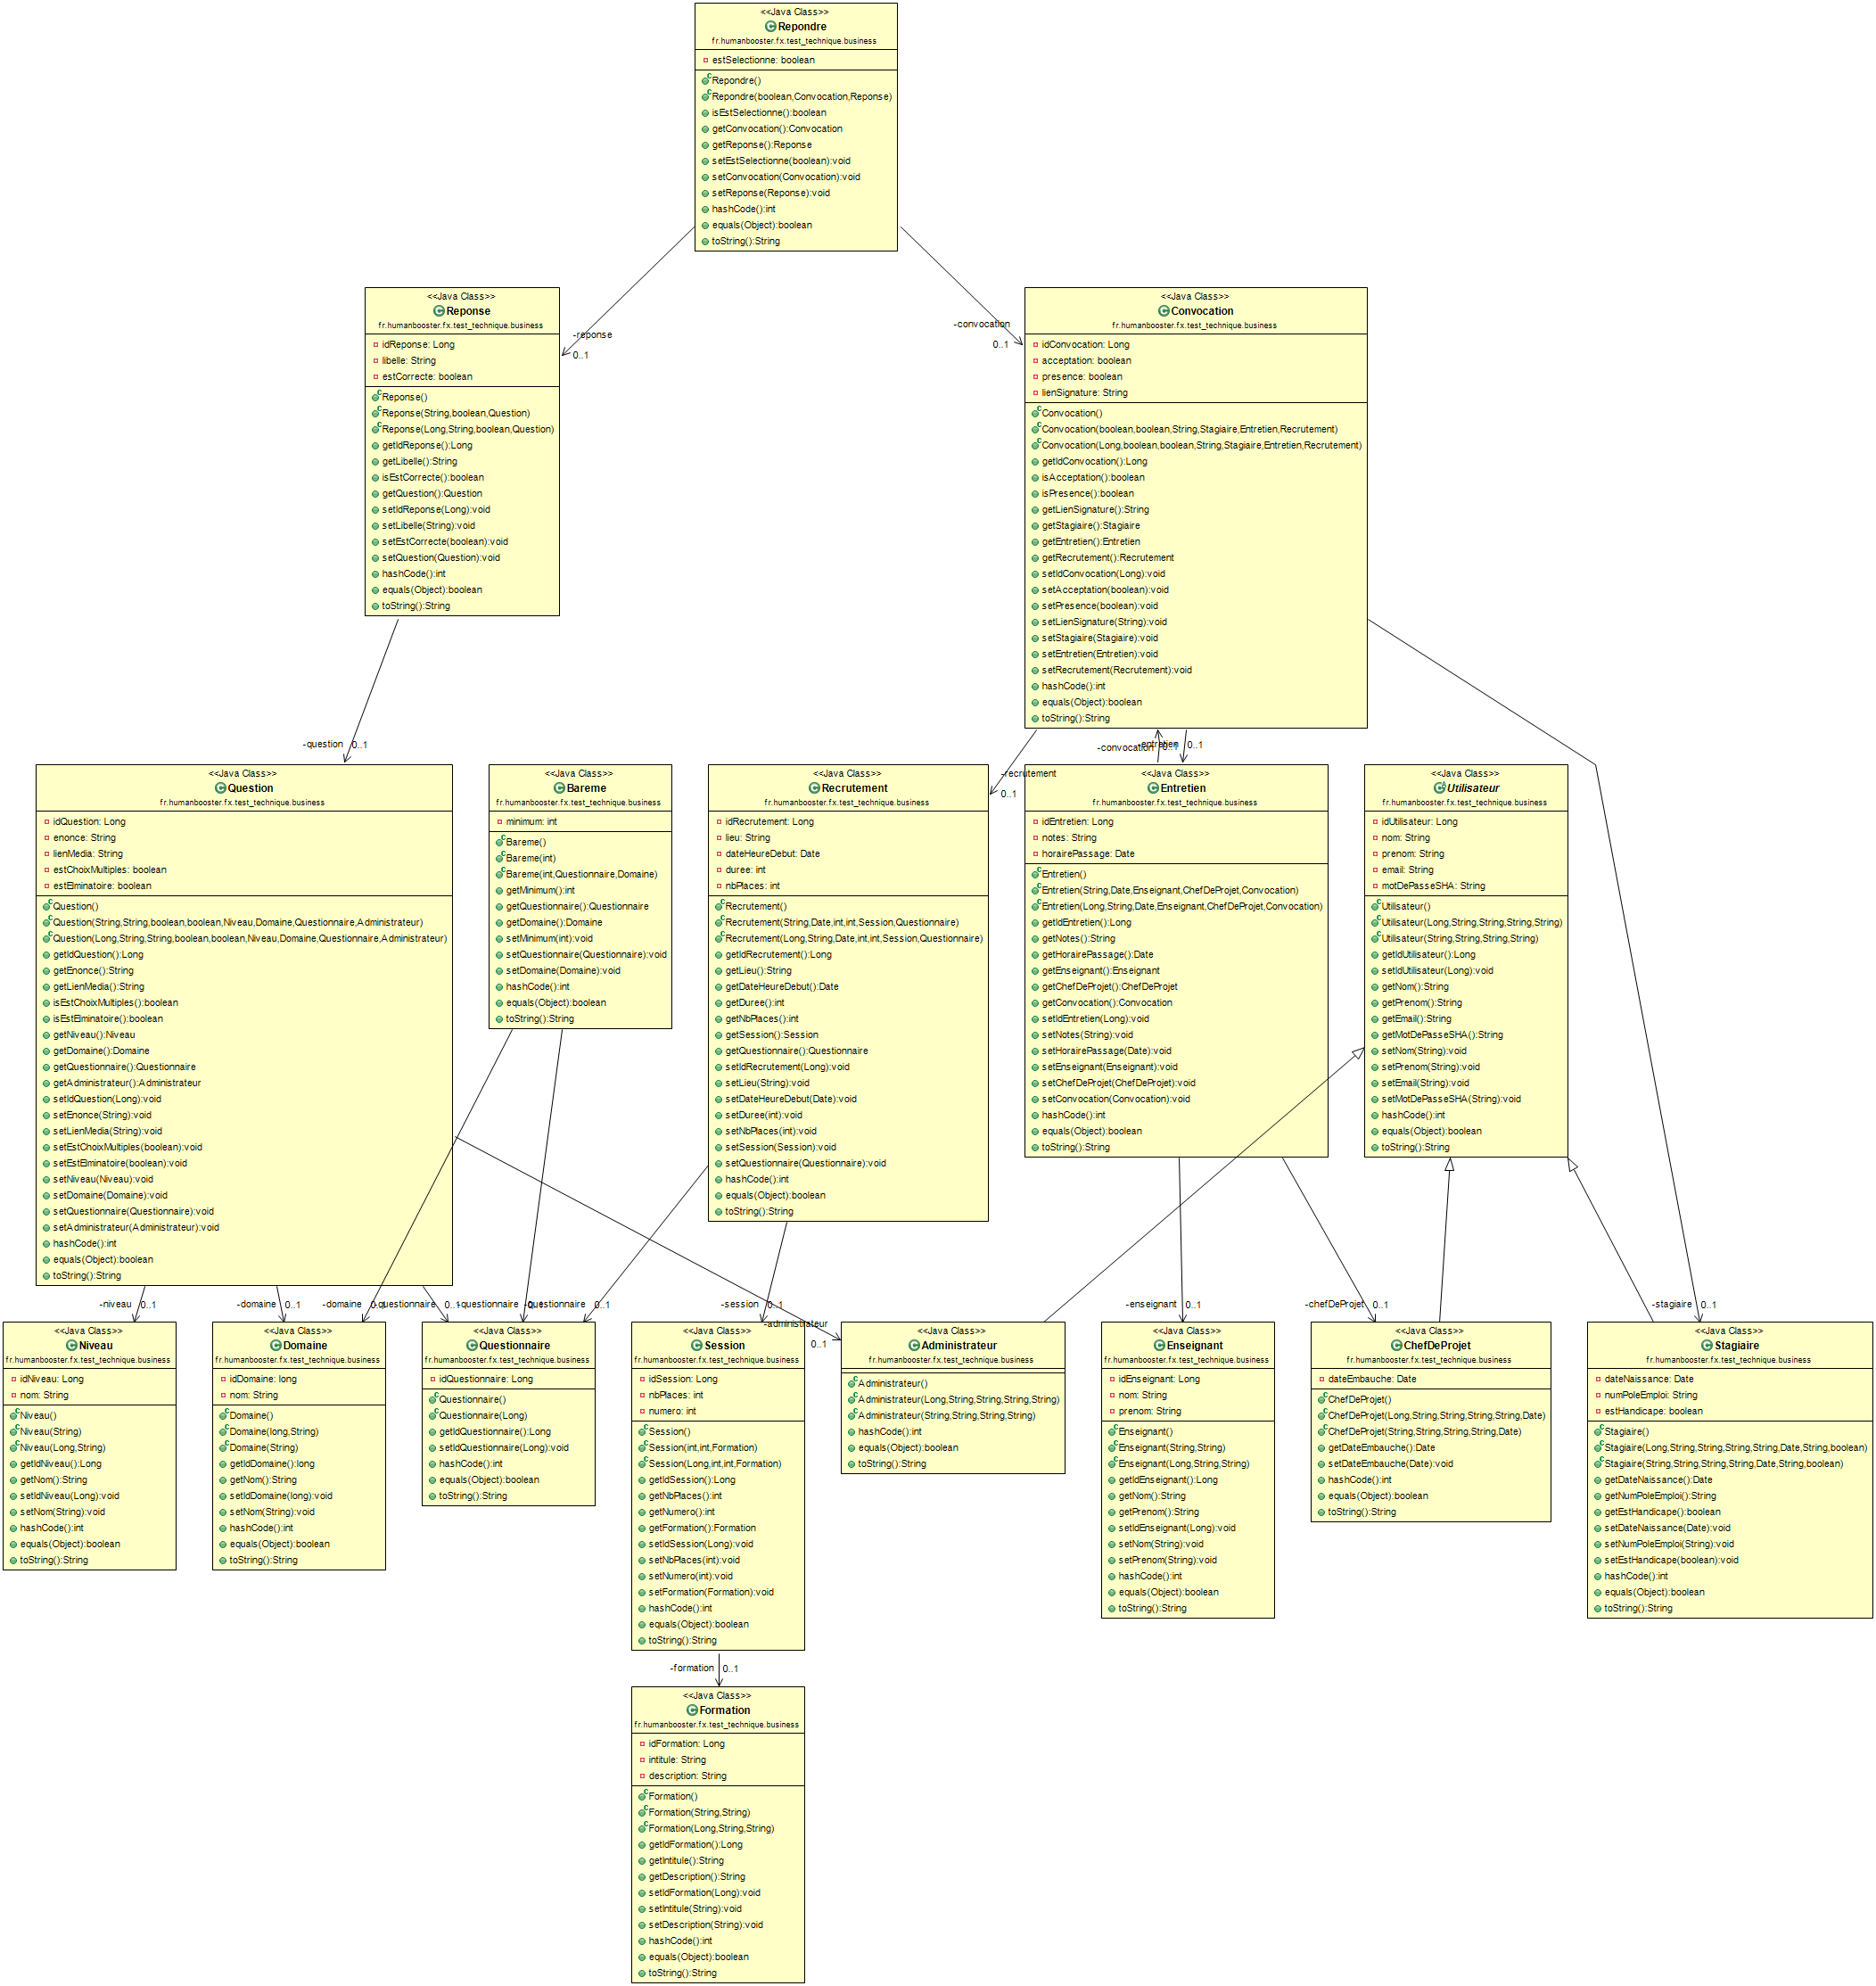 <<Java Class>>
Repondre
fr.humanbooster.fx.test_technique.business
estSelectionne: boolean
Repondre()
Repondre(boolean,Convocation,Reponse)
isEstSelectionne():boolean
getConvocation():Convocation
getReponse():Reponse
setEstSelectionne(boolean):void
setConvocation(Convocation):void
setReponse(Reponse):void
hashCode():int
equals(Object):boolean
toString():String
-reponse
0..1
-convocation
0..1
<<Java Class>>
Reponse
fr.humanbooster.fx.test_technique.business
idReponse: Long
libelle: String
estCorrecte: boolean
Reponse()
Reponse(String,boolean,Question)
Reponse(Long,String,boolean,Question)
getIdReponse():Long
getLibelle():String
isEstCorrecte():boolean
getQuestion():Question
setIdReponse(Long):void
setLibelle(String):void
setEstCorrecte(boolean):void
setQuestion(Question):void
hashCode():int
equals(Object):boolean
toString():String
<<Java Class>>
Convocation
fr.humanbooster.fx.test_technique.business
idConvocation: Long
acceptation: boolean
presence: boolean
lienSignature: String
Convocation()
Convocation(boolean,boolean,String,Stagiaire,Entretien,Recrutement)
Convocation(Long,boolean,boolean,String,Stagiaire,Entretien,Recrutement)
getIdConvocation():Long
isAcceptation():boolean
isPresence():boolean
getLienSignature():String
getStagiaire():Stagiaire
getEntretien():Entretien
getRecrutement():Recrutement
setIdConvocation(Long):void
setAcceptation(boolean):void
setPresence(boolean):void
setLienSignature(String):void
setStagiaire(Stagiaire):void
setEntretien(Entretien):void
setRecrutement(Recrutement):void
hashCode():int
equals(Object):boolean
toString():String
-question 0..1
-convocation
-entretien 0..1
-recrutement
0..1
<<Java Class>>
Question
fr.humanbooster.fx.test_technique.business
idQuestion: Long
enonce: String
lienMedia: String
estChoixMultiples: boolean
estElminatoire: boolean
Question()
Question(String,String,boolean,boolean,Niveau,Domaine,Questionnaire,Administrateur)
Question(Long,String,String,boolean,boolean,Niveau,Domaine,Questionnaire,Administrateur)
getIdQuestion():Long
getEnonce():String
getLienMedia():String
isEstChoixMultiples():boolean
isEstElminatoire():boolean
getNiveau():Niveau
getDomaine():Domaine
getQuestionnaire():Questionnaire
getAdministrateur():Administrateur
setIdQuestion(Long):void
setEnonce(String):void
setLienMedia(String):void
setEstChoixMultiples(boolean):void
setEstElminatoire(boolean):void
setNiveau(Niveau):void
setDomaine(Domaine):void
setQuestionnaire(Questionnaire):void
setAdministrateur(Administrateur):void
hashCode():int
equals(Object):boolean
toString():String
<<Java Class>>
Bareme
fr.humanbooster.fx.test_technique.business
minimum: int
Bareme()
Bareme(int)
Bareme(int,Questionnaire,Domaine)
getMinimum():int
getQuestionnaire():Questionnaire
getDomaine():Domaine
setMinimum(int):void
setQuestionnaire(Questionnaire):void
setDomaine(Domaine):void
hashCode():int
equals(Object):boolean
toString():String
<<Java Class>>
Recrutement
fr.humanbooster.fx.test_technique.business
idRecrutement: Long
lieu: String
dateHeureDebut: Date
duree: int
nbPlaces: int
Recrutement()
Recrutement(String,Date,int,int,Session,Questionnaire)
Recrutement(Long,String,Date,int,int,Session,Questionnaire)
getIdRecrutement():Long
getLieu():String
getDateHeureDebut():Date
getDuree():int
getNbPlaces():int
getSession():Session
getQuestionnaire():Questionnaire
setIdRecrutement(Long):void
setLieu(String):void
setDateHeureDebut(Date):void
setDuree(int):void
setNbPlaces(int):void
setSession(Session):void
setQuestionnaire(Questionnaire):void
hashCode():int
equals(Object):boolean
toString():String
<<Java Class>>
Entretien
fr.humanbooster.fx.test_technique.business
idEntretien: Long
notes: String
horairePassage: Date
Entretien()
Entretien(String,Date,Enseignant,ChefDeProjet,Convocation)
Entretien(Long,String,Date,Enseignant,ChefDeProjet,Convocation)
getIdEntretien():Long
getNotes():String
getHorairePassage():Date
getEnseignant():Enseignant
getChefDeProjet():ChefDeProjet
getConvocation():Convocation
setIdEntretien(Long):void
setNotes(String):void
setHorairePassage(Date):void
setEnseignant(Enseignant):void
setChefDeProjet(ChefDeProjet):void
setConvocation(Convocation):void
hashCode():int
equals(Object):boolean
toString():String
<<Java Class>>
Utilisateur
fr.humanbooster.fx.test_technique.business
idUtilisateur: Long
nom: String
prenom: String
email: String
motDePasseSHA: String
Utilisateur()
Utilisateur(Long,String,String,String,String)
Utilisateur(String,String,String,String)
getIdUtilisateur():Long
setIdUtilisateur(Long):void
getNom():String
getPrenom():String
getEmail():String
getMotDePasseSHA():String
setNom(String):void
setPrenom(String):void
setEmail(String):void
setMotDePasseSHA(String):void
hashCode():int
equals(Object):boolean
toString():String
-niveau 0..1
-domaine 0..1
-domaine
-questionnaire 0..1
-questionnaire 0..1
-questionnaire 0..1
-session 0..1
-administrateur
0..1
-enseignant 0..1
-chefDeProjet 0..1
-stagiaire 0..1
<<Java Class>>
Niveau
fr.humanbooster.fx.test_technique.business
idNiveau: Long
nom: String
Niveau()
Niveau(String)
Niveau(Long,String)
getIdNiveau():Long
getNom():String
setIdNiveau(Long):void
setNom(String):void
hashCode():int
equals(Object):boolean
toString():String
<<Java Class>>
Domaine
fr.humanbooster.fx.test_technique.business
idDomaine: long
nom: String
Domaine()
Domaine(long,String)
Domaine(String)
getIdDomaine():long
getNom():String
setIdDomaine(long):void
setNom(String):void
hashCode():int
equals(Object):boolean
toString():String
<<Java Class>>
Questionnaire
fr.humanbooster.fx.test_technique.business
idQuestionnaire: Long
Questionnaire()
Questionnaire(Long)
getIdQuestionnaire():Long
setIdQuestionnaire(Long):void
hashCode():int
equals(Object):boolean
toString():String
<<Java Class>>
Session
fr.humanbooster.fx.test_technique.business
idSession: Long
nbPlaces: int
numero: int
Session()
Session(int,int,Formation)
Session(Long,int,int,Formation)
getIdSession():Long
getNbPlaces():int
getNumero():int
getFormation():Formation
setIdSession(Long):void
setNbPlaces(int):void
setNumero(int):void
setFormation(Formation):void
hashCode():int
equals(Object):boolean
toString():String
<<Java Class>>
Administrateur
fr.humanbooster.fx.test_technique.business
Administrateur()
Administrateur(Long,String,String,String,String)
Administrateur(String,String,String,String)
hashCode():int
equals(Object):boolean
toString():String
<<Java Class>>
Enseignant
fr.humanbooster.fx.test_technique.business
idEnseignant: Long
nom: String
prenom: String
Enseignant()
Enseignant(String,String)
Enseignant(Long,String,String)
getIdEnseignant():Long
getNom():String
getPrenom():String
setIdEnseignant(Long):void
setNom(String):void
setPrenom(String):void
hashCode():int
equals(Object):boolean
toString():String
<<Java Class>>
ChefDeProjet
fr.humanbooster.fx.test_technique.business
dateEmbauche: Date
ChefDeProjet()
ChefDeProjet(Long,String,String,String,String,Date)
ChefDeProjet(String,String,String,String,Date)
getDateEmbauche():Date
setDateEmbauche(Date):void
hashCode():int
equals(Object):boolean
toString():String
<<Java Class>>
Stagiaire
fr.humanbooster.fx.test_technique.business
dateNaissance: Date
numPoleEmploi: String
estHandicape: boolean
Stagiaire()
Stagiaire(Long,String,String,String,String,Date,String,boolean)
Stagiaire(String,String,String,String,Date,String,boolean)
getDateNaissance():Date
getNumPoleEmploi():String
getEstHandicape():boolean
setDateNaissance(Date):void
setNumPoleEmploi(String):void
setEstHandicape(boolean):void
hashCode():int
equals(Object):boolean
toString():String
-formation 0..1
<<Java Class>>
Formation
fr.humanbooster.fx.test_technique.business
idFormation: Long
intitule: String
description: String
Formation()
Formation(String,String)
Formation(Long,String,String)
getIdFormation():Long
getIntitule():String
getDescription():String
setIdFormation(Long):void
setIntitule(String):void
setDescription(String):void
hashCode():int
equals(Object):boolean
toString():String